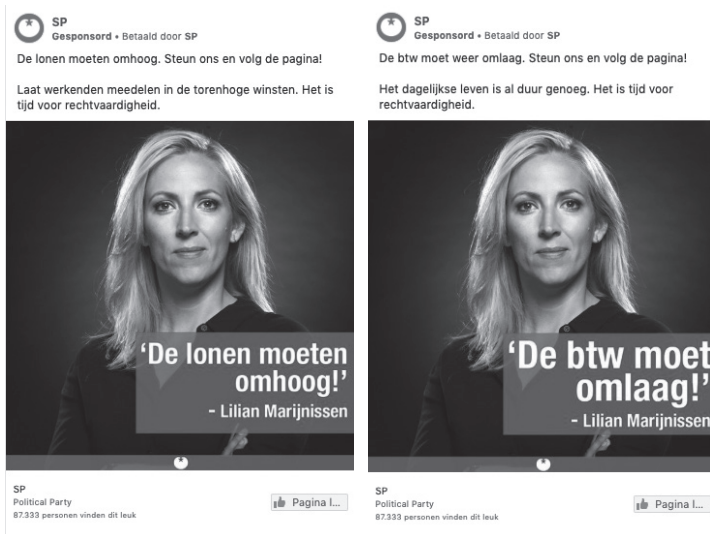 SP
Gesponsord • Betaald door SP
De lonen moeten omhoog. Steun ons en volg de pagina!
Laat werkenden meedelen in de torenhoge winsten. Het is
tijd voor rechtvaardigheid.
‘De lonen moeten
omhoog!’
- Lilian Marijnissen
SP
Political Party
87.333 personen vinden dit leuk
Pagina l...
SP
Gesponsord • Betaald door SP
De btw moet weer omlaag. Steun ons en volg de pagina!
Het dagelijkse leven is al duur genoeg. Het is tijd voor
rechtvaardigheid.
‘De btw moet
omlaag!’
- Lilian Marijnissen
SP
Political Party
87.333 personen vinden dit leuk
Pagina l...